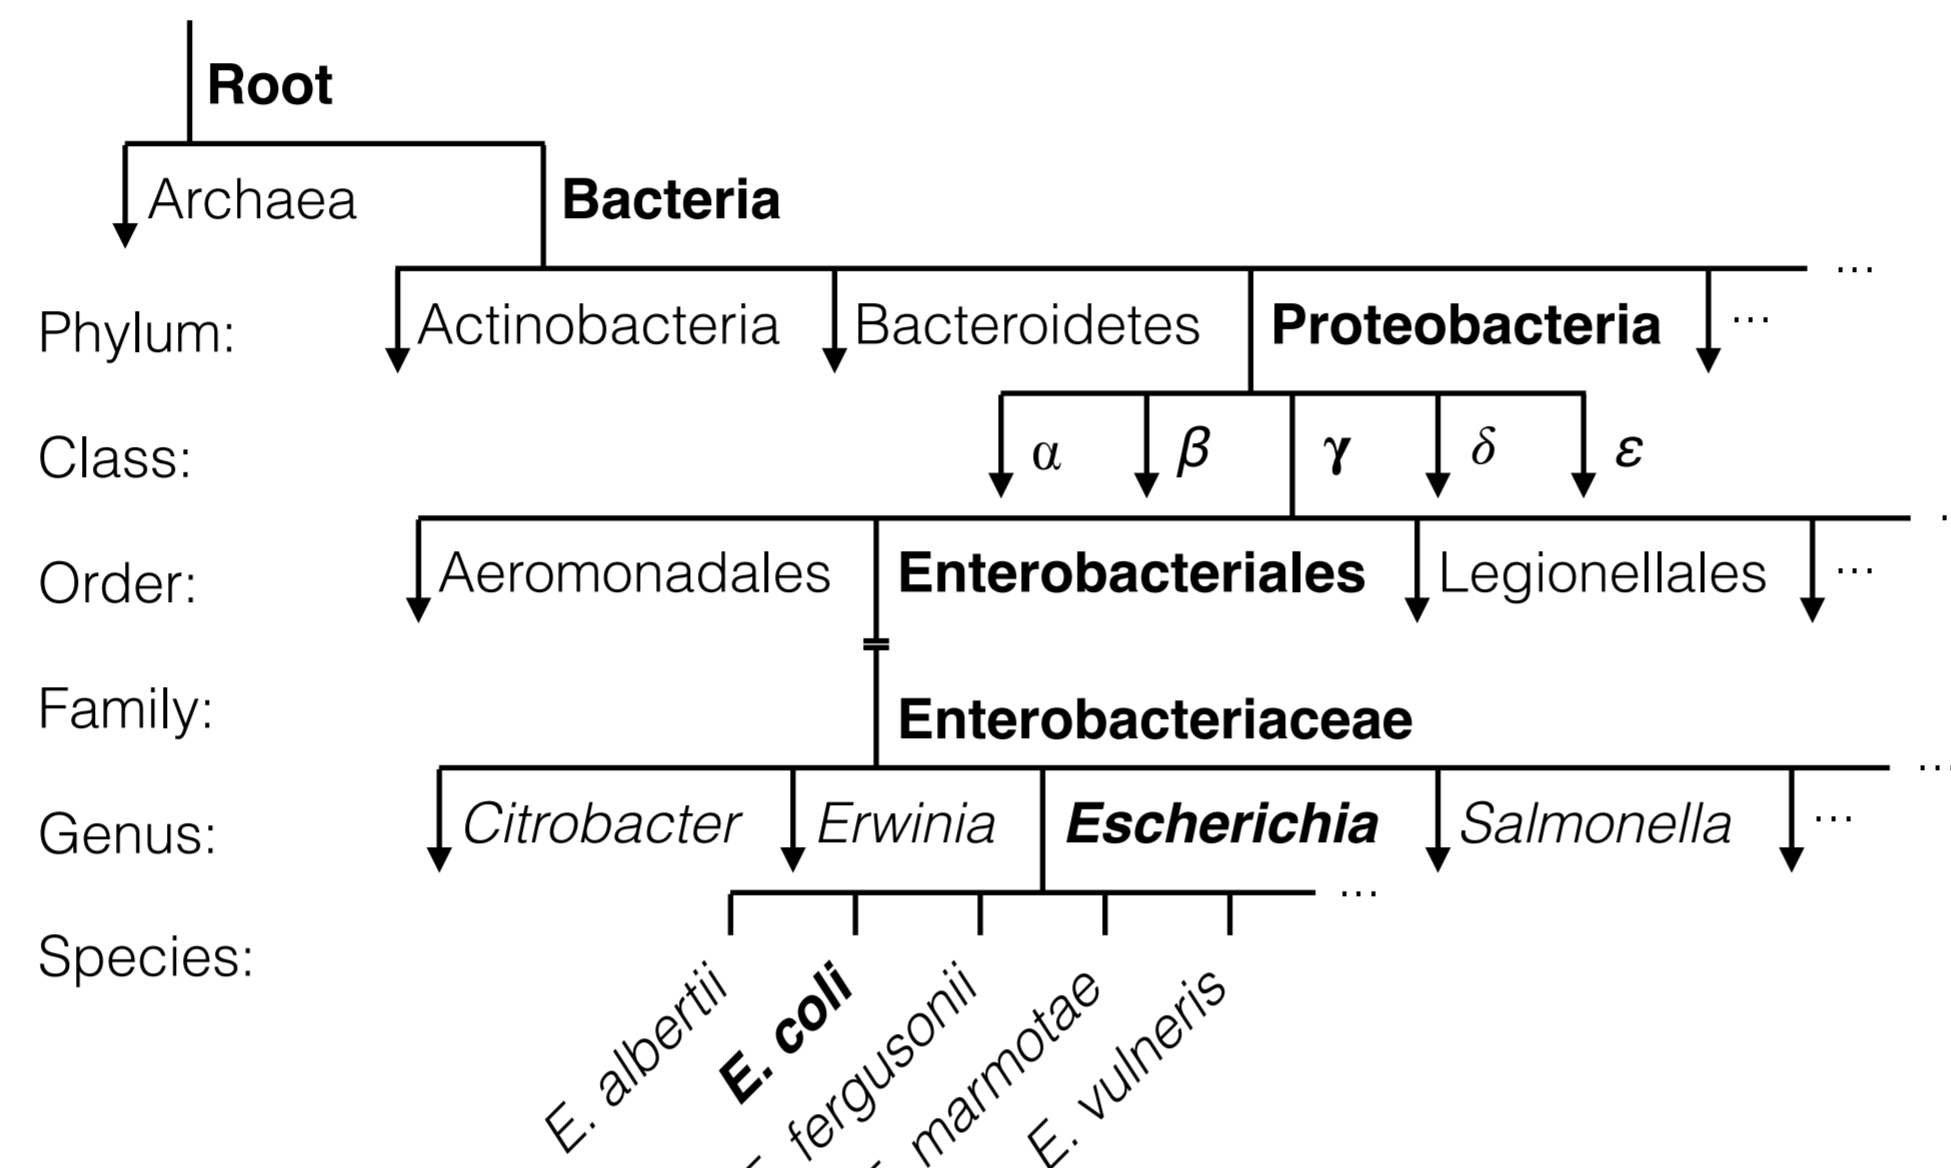 Root
Archaea
Bacteria
...
Phylum:
Actinobacteria
Bacteroidetes
Proteobacteria
...
Class:
α
β
γ
δ
ε
Order:
Aeromonadales
Enterobacteriales
Legionellales
...
Family:
Enterobacteriaceae
...
Genus:
Citrobacter
Erwinia
Escherichia
Salmonella
...
...
Species:
E. albertii
E. coli
fergusonii
marmotae
E. vulneris